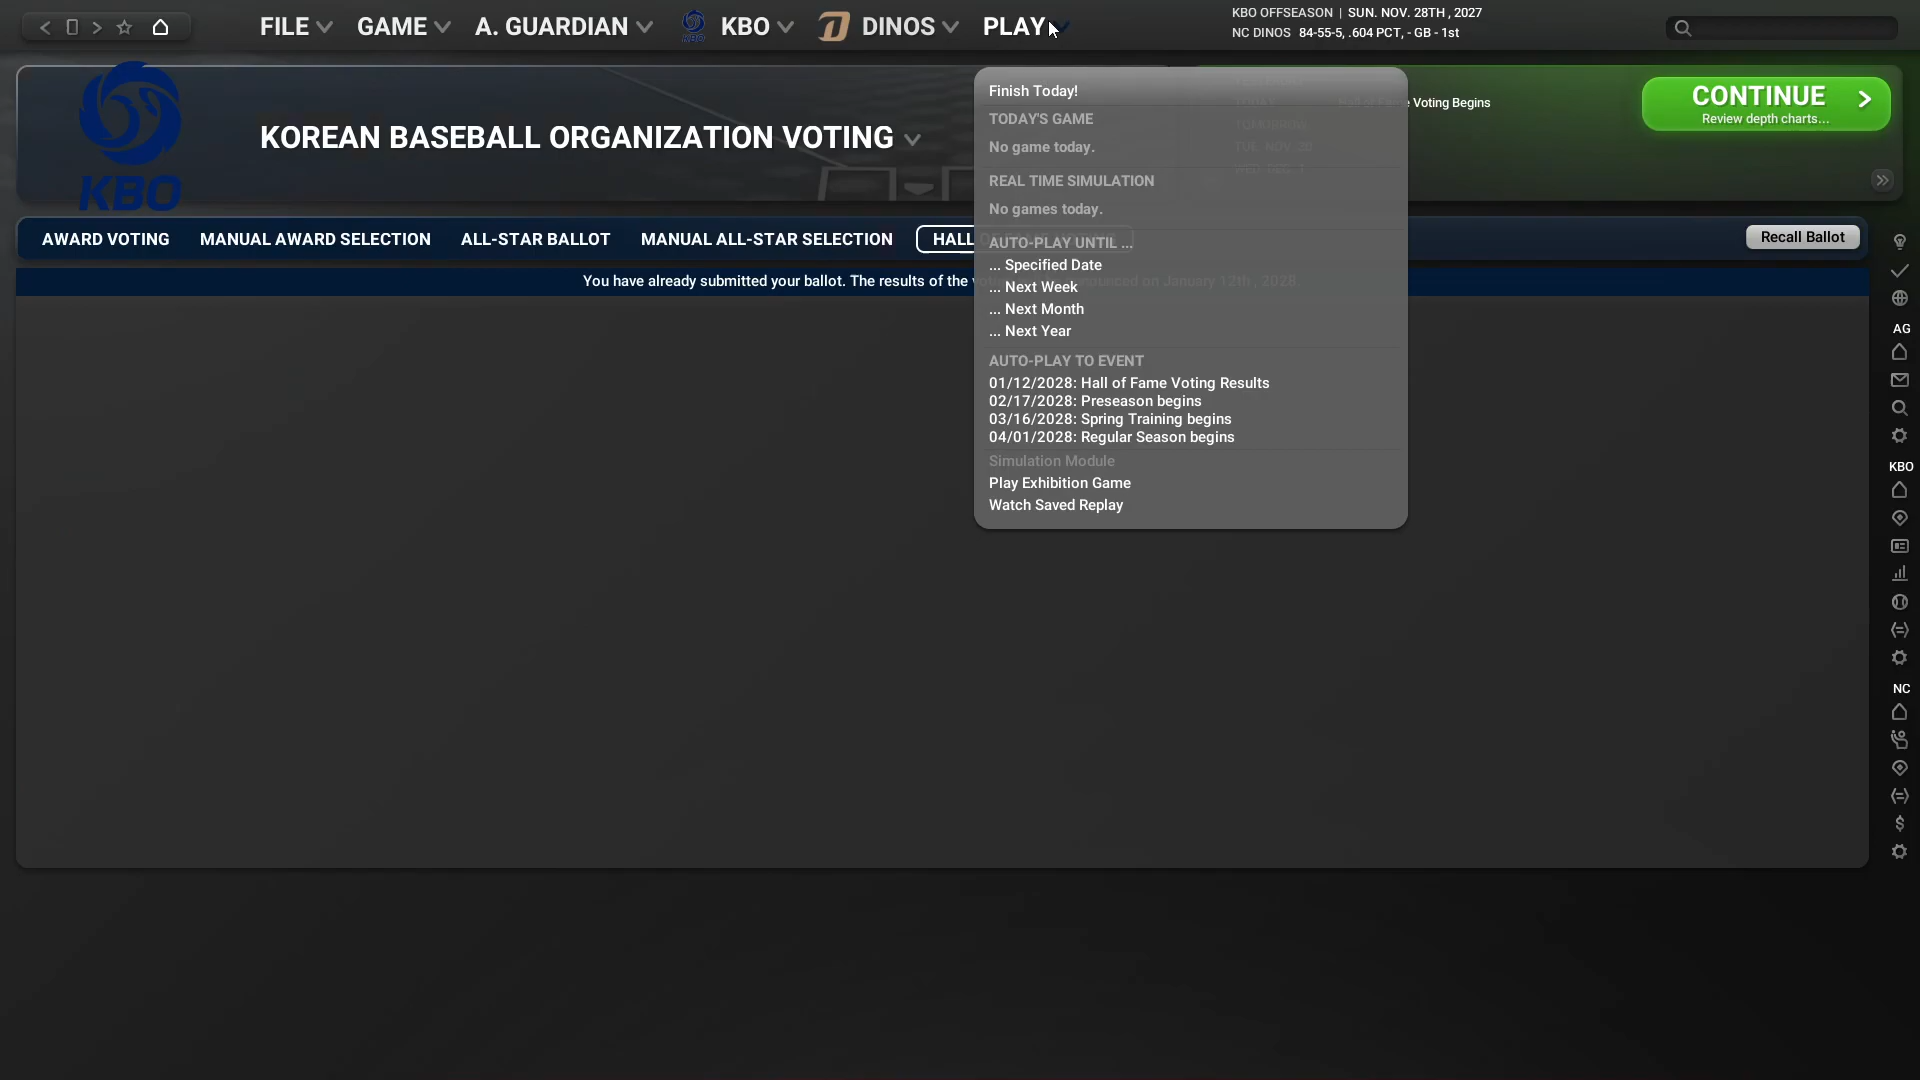 FILE
GAME
A. GUARDIAN
KBO
DINOS
PLAY
KBO OFFSEASON | SUN. NOV. 28TH , 2027
NC DINOS 84-55-5, .604 PCT, - GB - 1st
KBO
KOREAN BASEBALL ORGANIZATION VOTING
Finish Today!
TODAY'S GAME
No game today.
REAL TIME SIMULATION
No games today.
AUTO-PLAY UNTIL ...
... Specified Date
... Next Week
... Next Month
... Next Year
AUTO-PLAY TO EVENT
01/12/2028: Hall of Fame Voting Results
02/17/2028: Preseason begins
03/16/2028: Spring Training begins
04/01/2028: Regular Season begins
Simulation Module
Play Exhibition Game
Watch Saved Replay
TOMORROW
Voting Begins
CONTINUE
Review depth charts...
AWARD VOTING
MANUAL AWARD SELECTION
ALL-STAR BALLOT
MANUAL ALL-STAR SELECTION
HALL
Recall Ballot
You have already submitted your ballot. The results of the announced on January 12th , 2028.
AG
KBO
NC